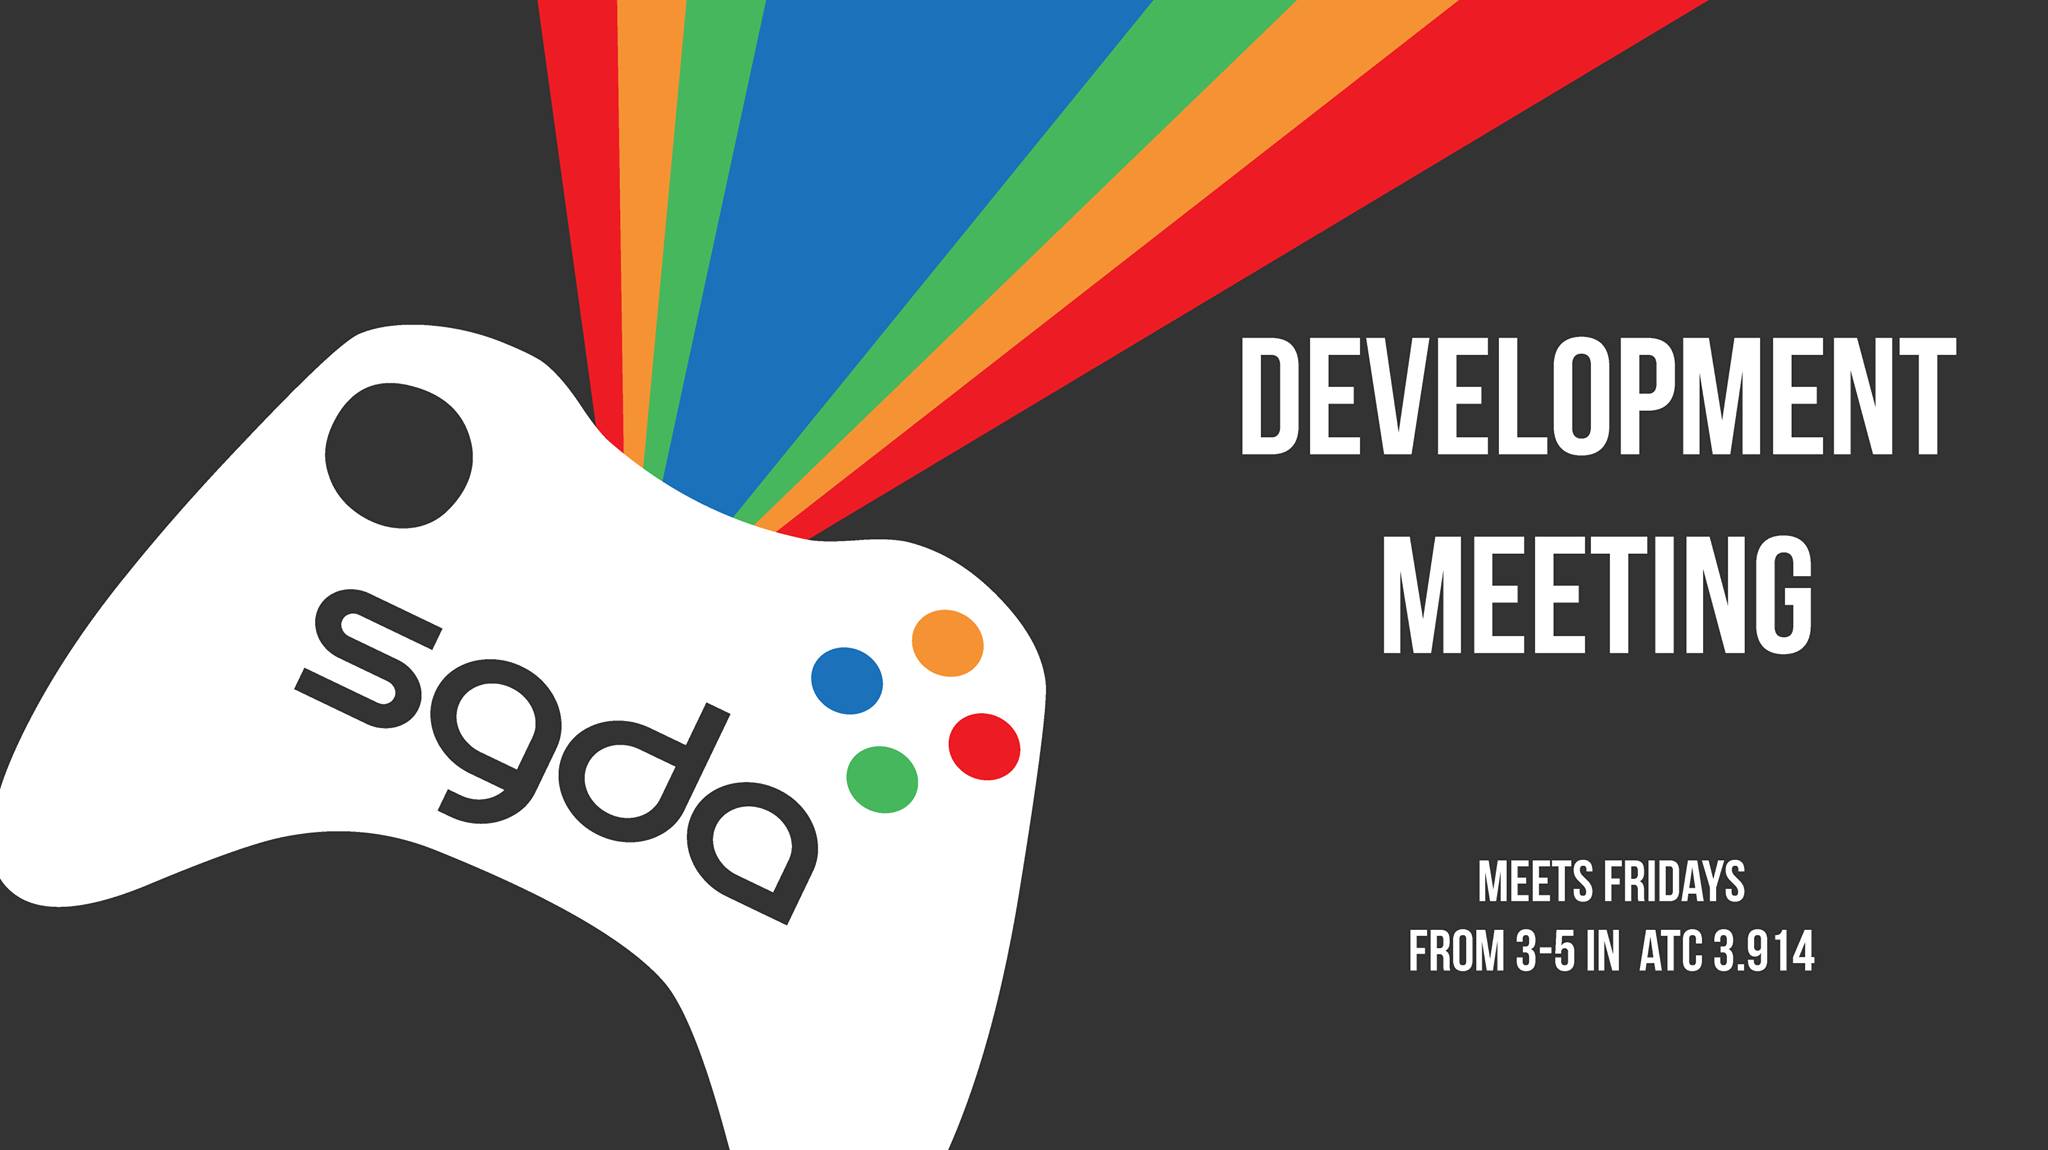 sgda
DEVELOPMENT
MEETING
MEETS FRIDAYS
FROM 3-5 IN ATC 3.914